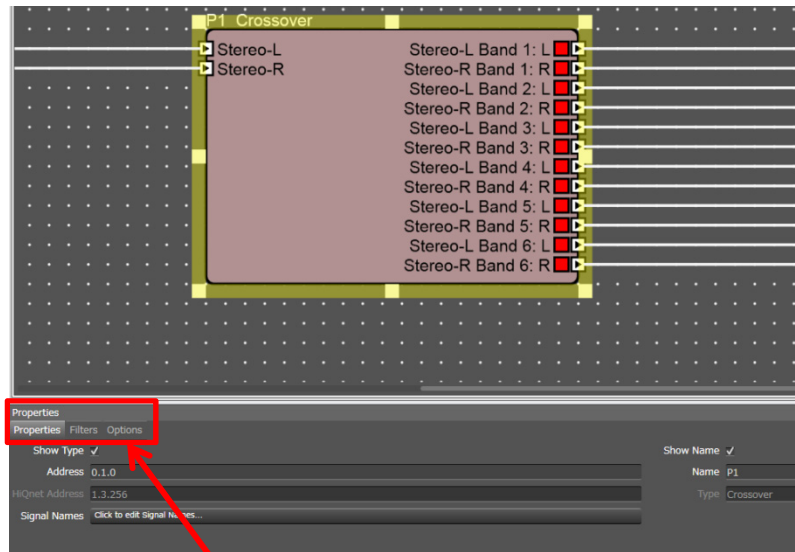 P1 Crossover
Stereo-L Stereo-L Band 1: L
Stereo-R Stereo-R Band 1: R
Stereo-L Band 2: L
Stereo-R Band 2: R
Stereo-L Band 3: L
Stereo-R Band 3: R
Stereo-L Band 4: L
Stereo-R Band 4: R
Stereo-L Band 5: L
Stereo-R Band 5: R
Stereo-L Band 6: L
Stereo-R Band 6: R
Properties
Properties Filters Options
Show Type Show Name
Address 0.1.0 Name P1
HiQnet Address 1.3.256 Type Crossover
Signal Names Click to edit Signal Names...